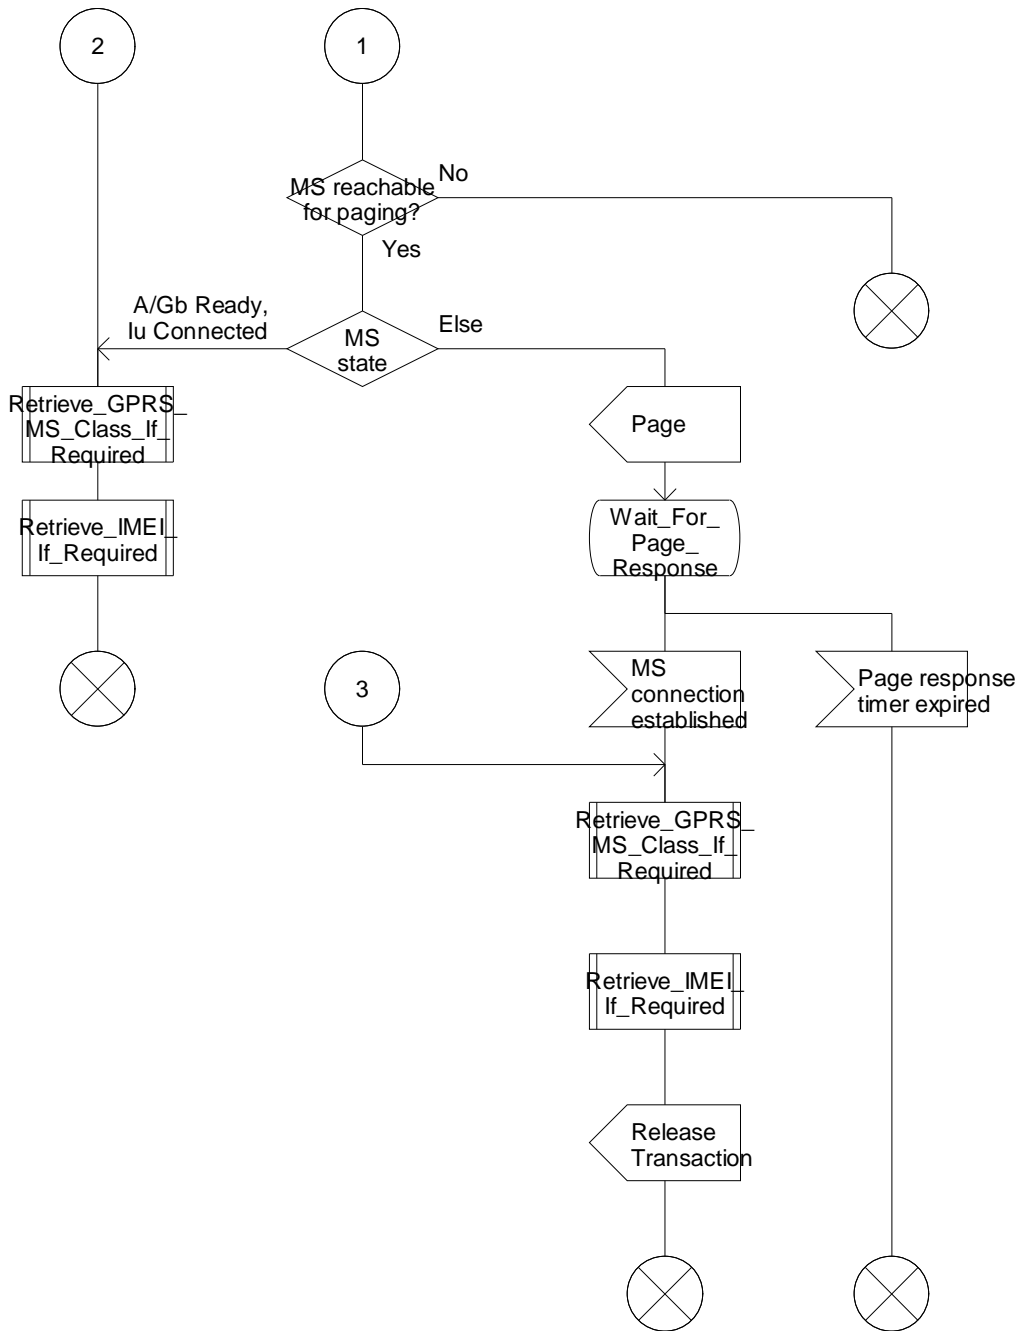 2
1
MS reachable
for paging?
No
Yes
A/Gb Ready,
Iu Connected
MS
state
Else
Retrieve_GPRS_
MS_Class_If_
Required
Page
Retrieve_IMEI_
If_Required
Wait_For_
Page_
Response
3
MS
connection
established
Page response
timer expired
Retrieve_GPRS_
MS_Class_If_
Required
Retrieve_IMEI_
If_Required
Release
Transaction